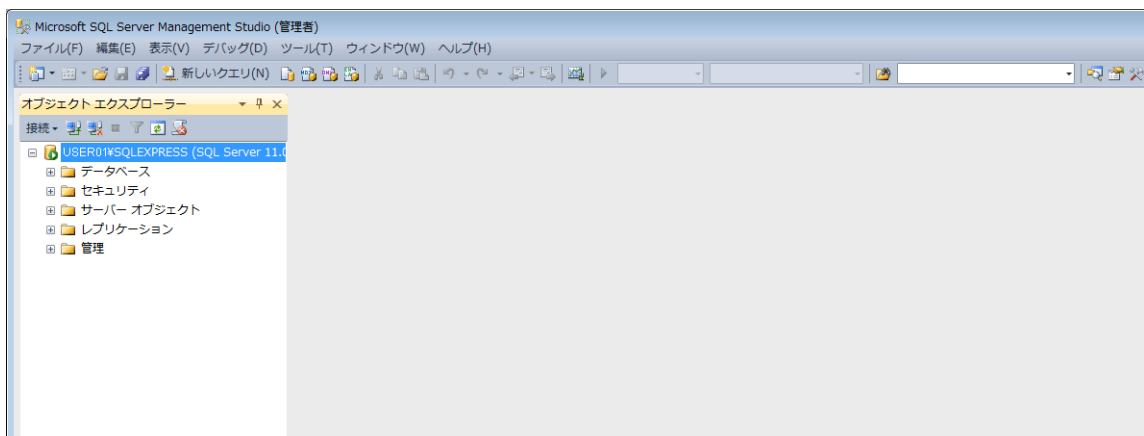 Microsoft SQL Server Management Studio (管理者)
ファイル(F) 編集(E) 表示(V) デバッグ(D) ツール(T) ウィンドウ(W) ヘルプ(H)
新しいクエリ(N)
オブジェクト エクスプローラー
接続
USER01¥SQLEXPRESS (SQL Server 11.0
データベース
セキュリティ
サーバー オブジェクト
レプリケーション
管理